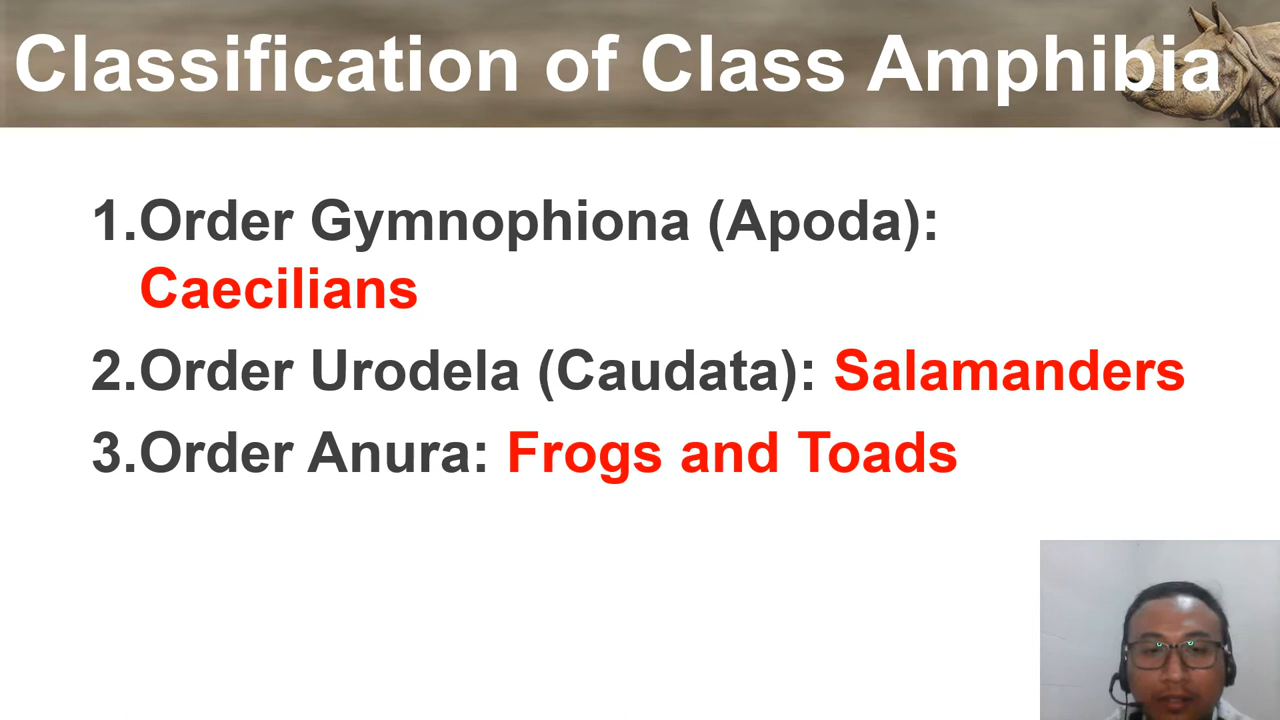 Classification of Class Amphibia
1.Order Gymnophiona (Apoda):
Caecilians
2.Order Urodela (Caudata): Salamanders
3.Order Anura: Frogs and Toads